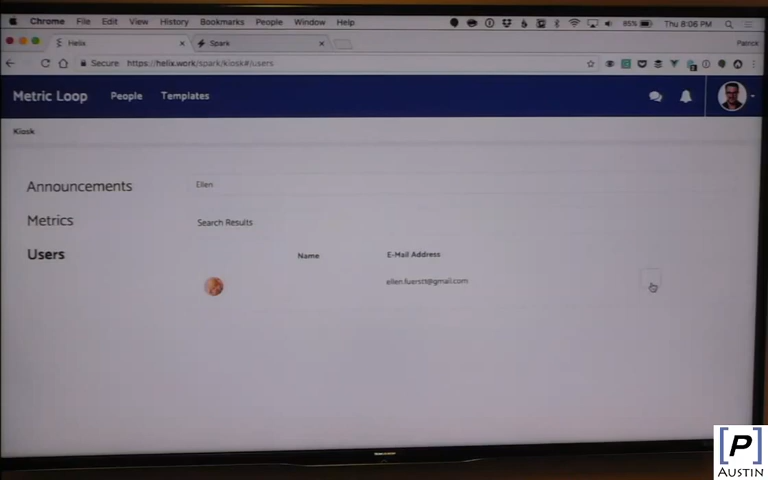 Chrome File Edit View History Bookmarks People Window Help 85% Thu 8:06 PM
Helix × Spark × Patrick
Secure https://helix.work/spark/kiosk#/users
Metric Loop People Templates
Kiosk
Announcements Ellen
Metrics Search Results
Users Name E-Mail Address
[P]
AUSTIN